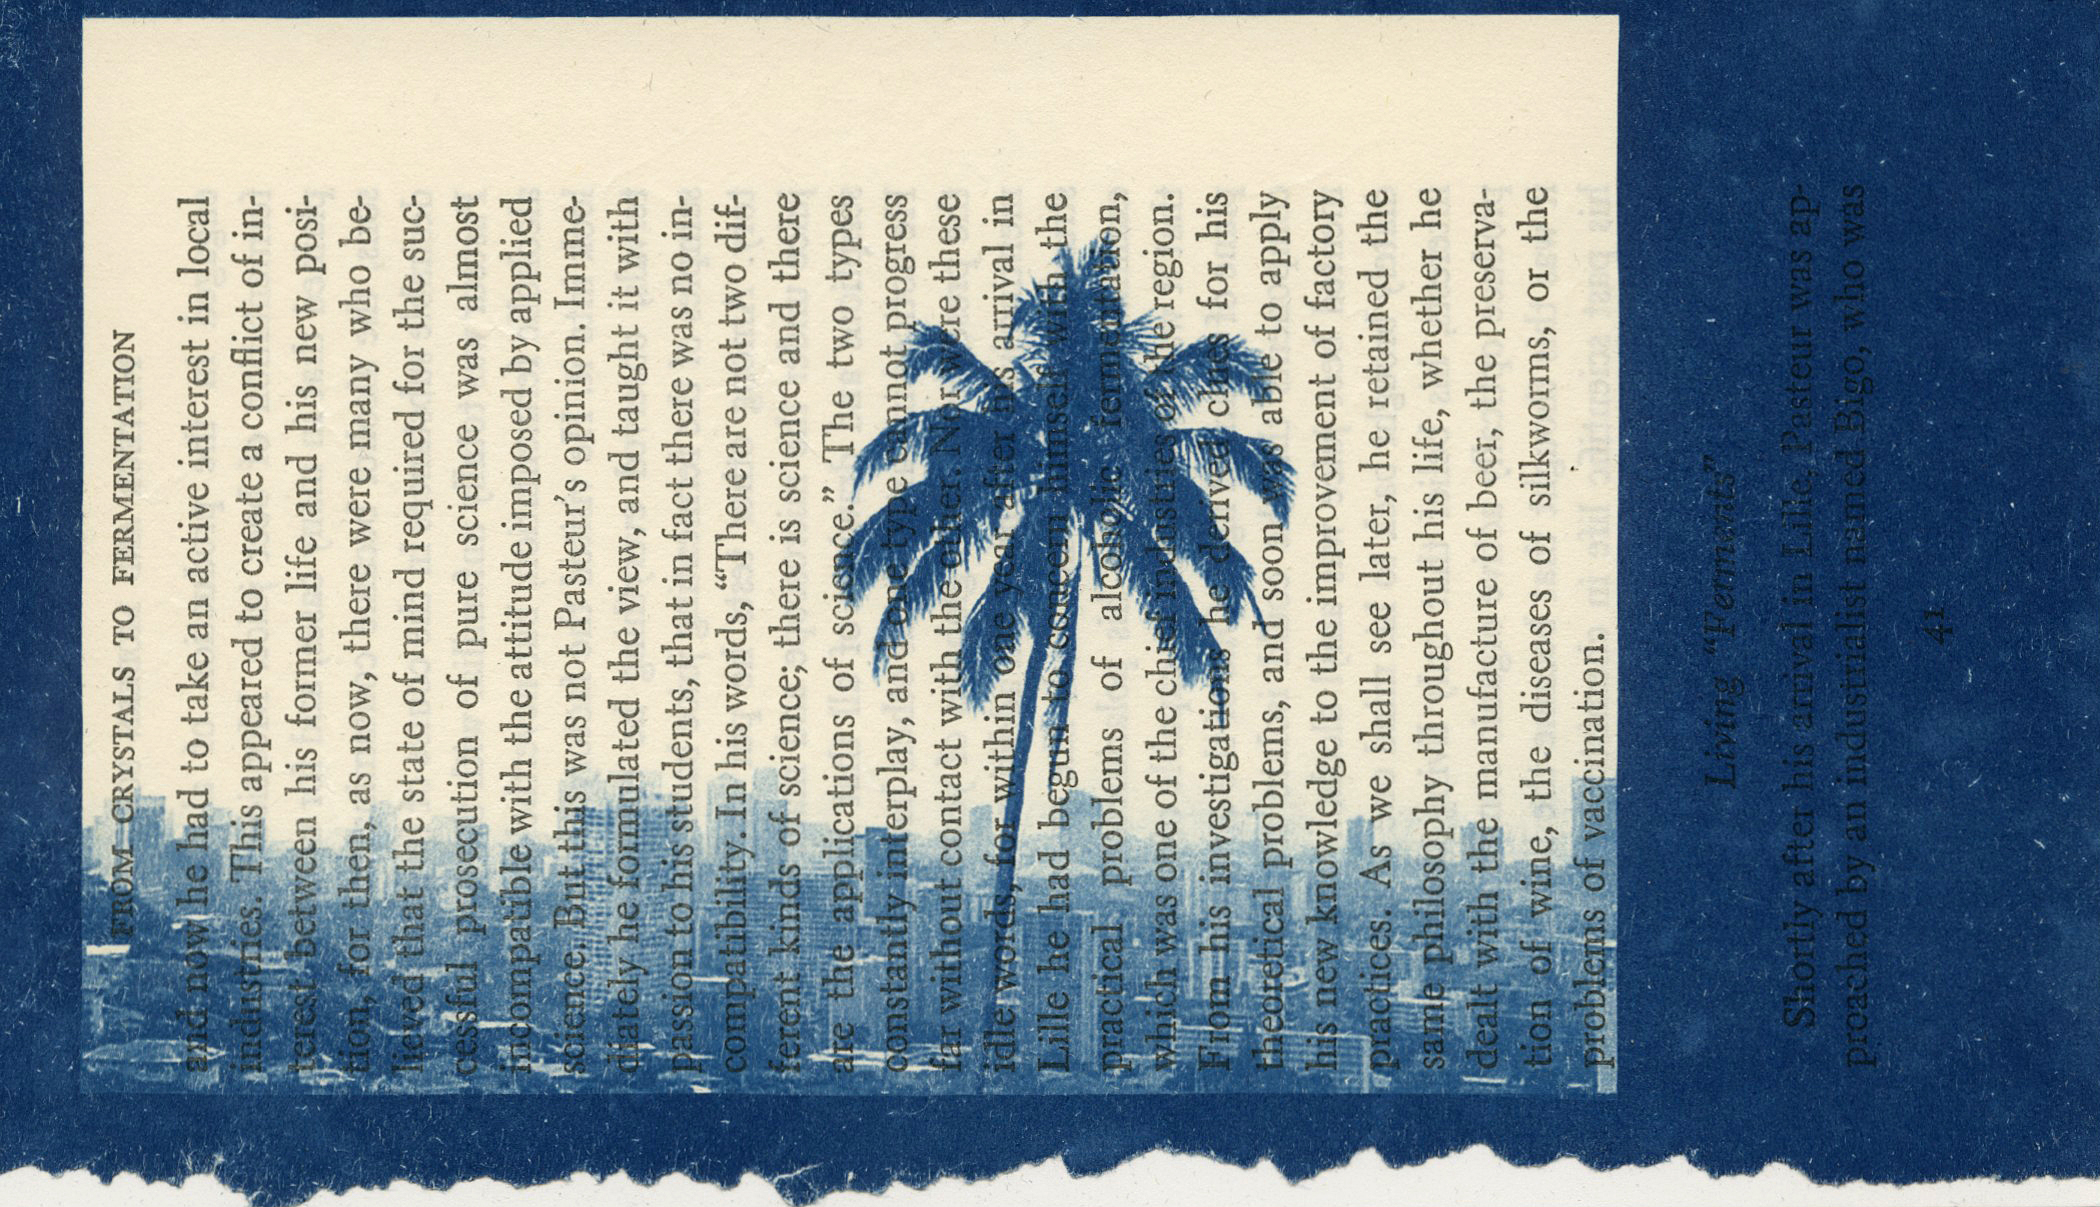 FROM CRYSTALS TO FERMENTATION
and now he had to take an active interest in local
industries. This appeared to create a conflict of in-
terest between his former life and his new posi-
tion, for then, as now, there were many who be-
lieved that the state of mind required for the suc-
cessful prosecution of pure science was almost
incompatible with the attitude imposed by applied
science. But this was not Pasteur's opinion. Imme-
diately he formulated the view, and taught it with
passion to his students, that in fact there was no in-
compatibility. In his words, “There are not two dif-
ferent kinds of science; there is science and there
are the applications of science.” The two types
constantly interplay, and one type cannot progress
far without contact with the other. Nor were these
idle words, for within one year after his arrival in
Lille he had begun to concern himself with the
practical problems of alcoholic fermentation,
which was one of the chief industries of the region.
From his investigations he derived clues for his
theoretical problems, and soon was able to apply
his new knowledge to the improvement of factory
practices. As we shall see later, he retained the
same philosophy throughout his life, whether he
dealt with the manufacture of beer, the preserva-
tion of wine, the diseases of silkworms, or the
problems of vaccination.
Living “Ferments”
Shortly after his arrival in Lille, Pasteur was ap-
proached by an industrialist named Bigo, who was
41